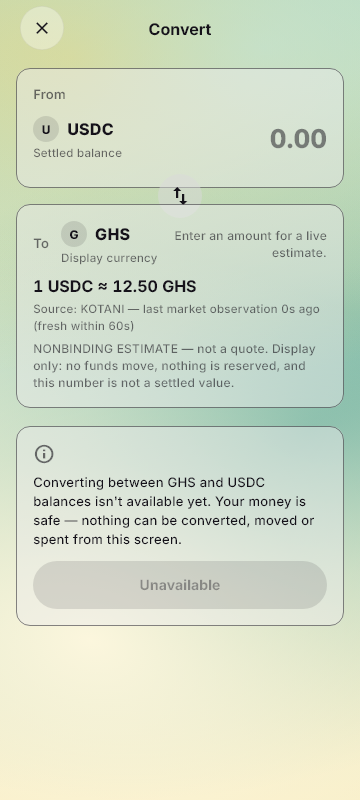 Convert
From
U USDC
0.00
Settled balance
To
G GHS
Display currency
Enter an amount for a live
estimate.
1 USDC ≈ 12.50 GHS
Source: KOTANI — last market observation 0s ago
(fresh within 60s)
NONBINDING ESTIMATE — not a quote. Display
only: no funds move, nothing is reserved, and
this number is not a settled value.
Converting between GHS and USDC
balances isn't available yet. Your money is
safe — nothing can be converted, moved or
spent from this screen.
Unavailable